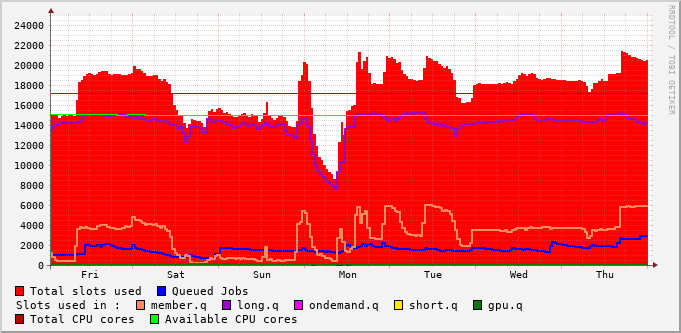 24000
22000
20000
18000
16000
14000
12000
10000
8000
6000
4000
2000
0
Fri Sat Sun Mon Tue Wed Thu
Total slots used Queued Jobs
Slots used in : member.q long.q ondemand.q short.q gpu.q
Total CPU cores Available CPU cores
RRDTOOL / TOBI OETIKER